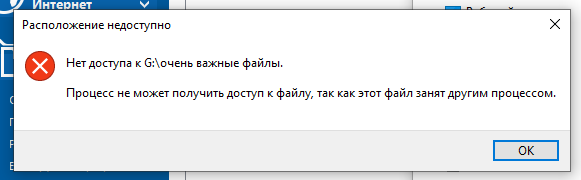 Интернет
Расположение недоступно
Нет доступа к G:\очень важные файлы.
Процесс не может получить доступ к файлу, так как этот файл занят другим процессом.
ОК